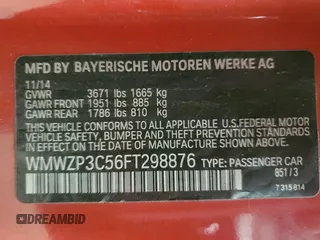 MFD BY BAYERISCHE MOTOREN WERKE AG
11/14
GVWR 3671 lbs 1665 kg
GAWR FRONT 1951 lbs 885 kg
GAWR REAR 1786 lbs 810 kg
THIS VEHICLE CONFORMS TO ALL APPLICABLE U.S. FEDERAL MOTOR
VEHICLE SAFETY, BUMPER, AND THEFT PREVENTION STANDARDS IN
EFFECT ON THE DATE OF MANUFACTURE SHOWN ABOVE.
WMWZP3C56FT298876 TYPE: PASSENGER CAR
851/3
T315814
DREAMBID